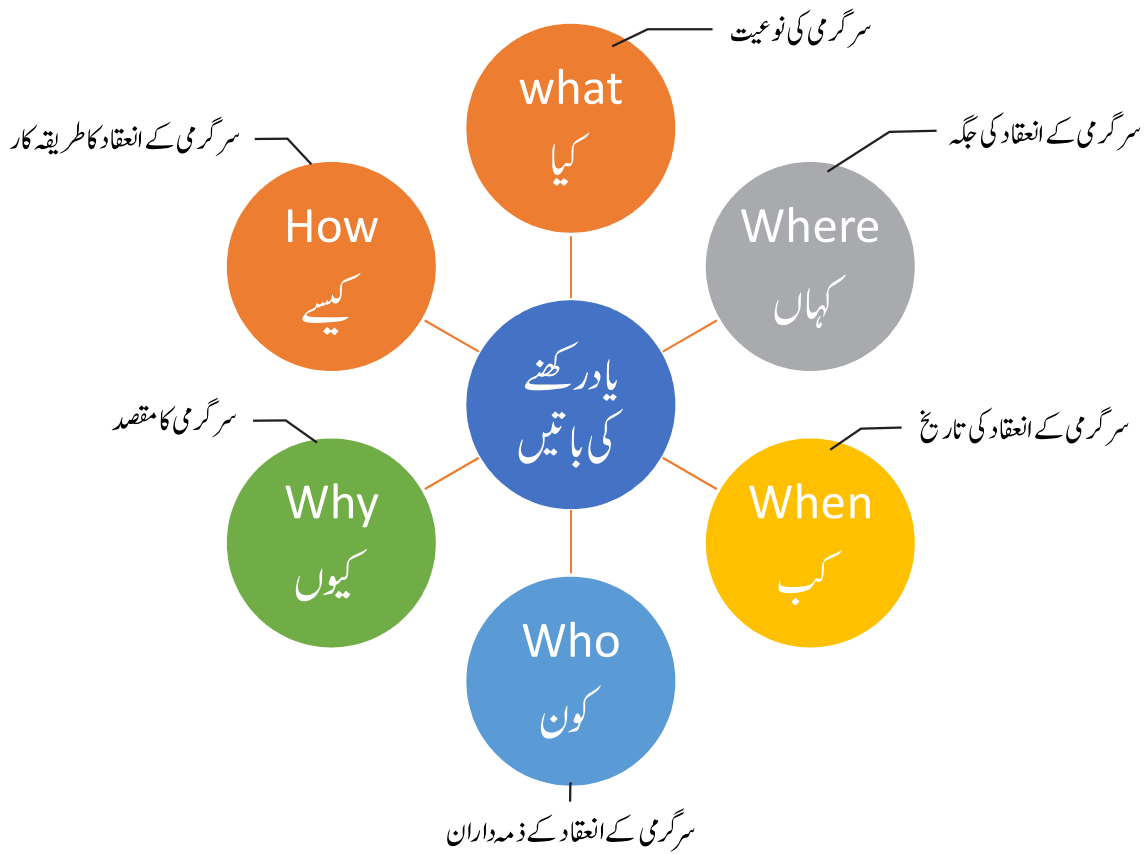 سرگرمی کی نوعیت
what
کیا
سرگرمی کے انعقاد کی جگہ
Where
کہاں
سرگرمی کے انعقاد کی تاریخ
When
کب
Who
کون
سرگرمی کے انعقاد کے ذمہ داران
سرگرمی کا مقصد
Why
کیوں
سرگرمی کے انعقاد کا طریقہ کار
How
کیسے
یاد رکھنے
کی باتیں